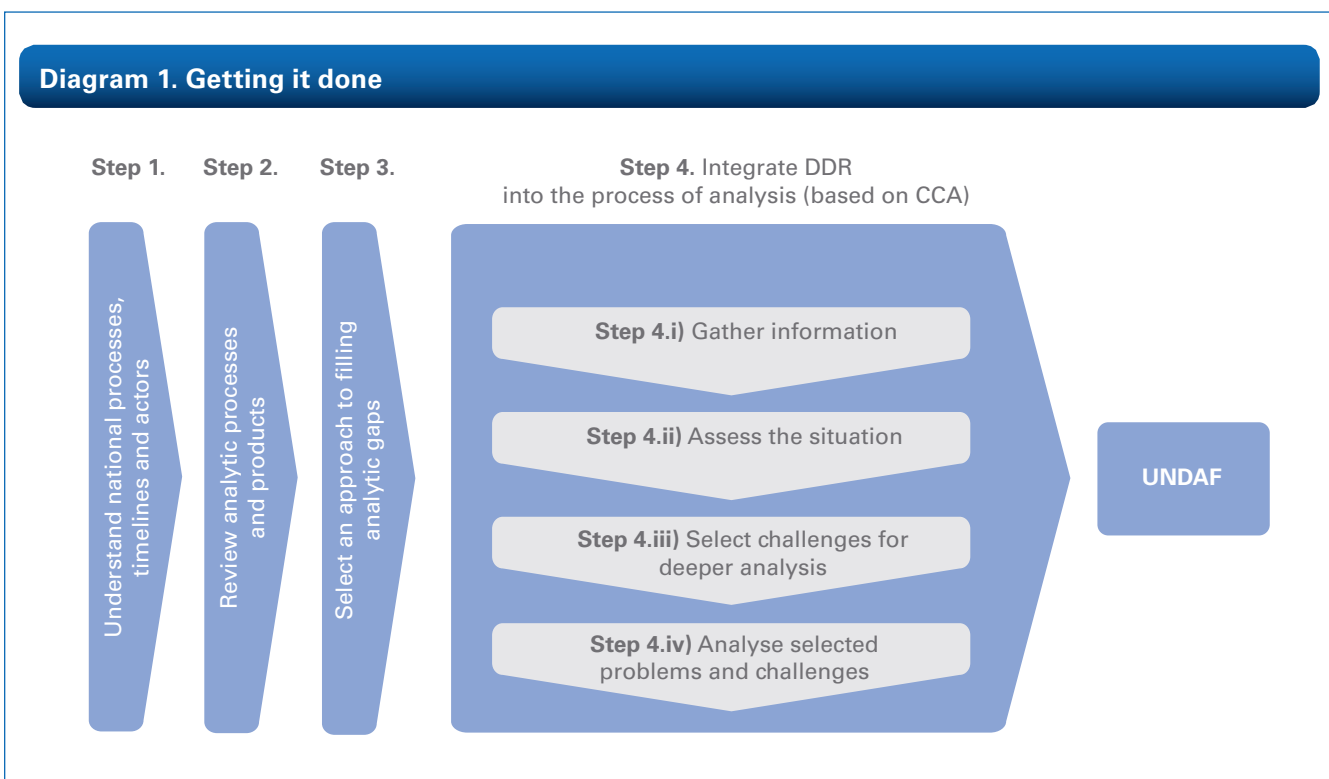 Diagram 1. Getting it done
Step 1.
Understand national processes,
timelines and actors
Step 2.
Review analytic processes
and products
Step 3.
Select an approach to filling
analytic gaps
Step 4. Integrate DDR
into the process of analysis (based on CCA)
Step 4.i) Gather information
Step 4.ii) Assess the situation
Step 4.iii) Select challenges for
deeper analysis
Step 4.iv) Analyse selected
problems and challenges
UNDAF